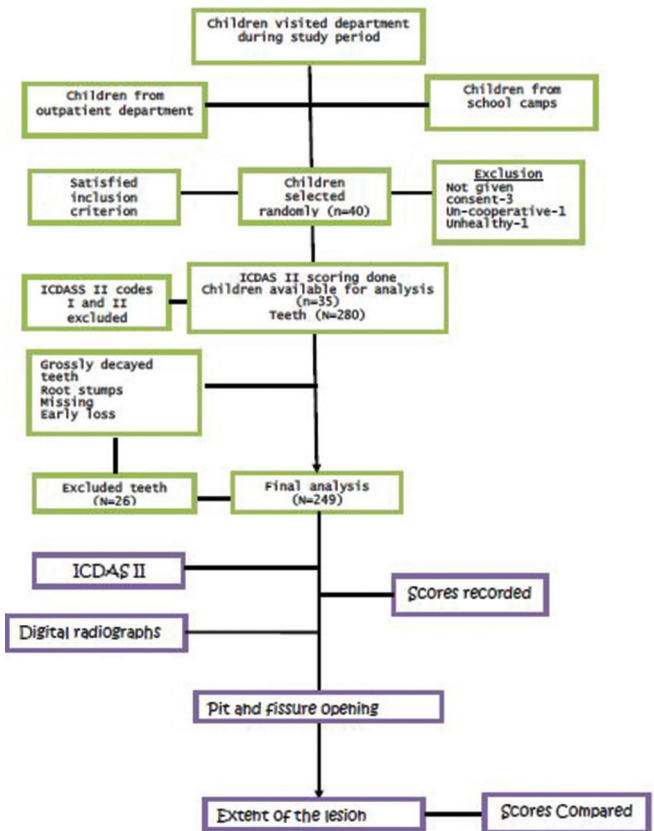 Children visited department
during study period
Children from
outpatient department
Children from
school camps
Satisfied
inclusion
criterion
Children
selected
randomly (n=40)
Exclusion
Not given
consent-3
Un-cooperative-1
Unhealthy-1
ICDASS II codes
I and II
excluded
ICDAS II scoring done
Children available for analysis
(n=35)
Teeth (N=280)
Grossly decayed
teeth
Root stumps
Missing
Early loss
Excluded teeth
(N=26)
Final analysis
(N=249)
ICDAS II
Scores recorded
Digital radiographs
Pit and fissure opening
Extent of the lesion
Scores Compared